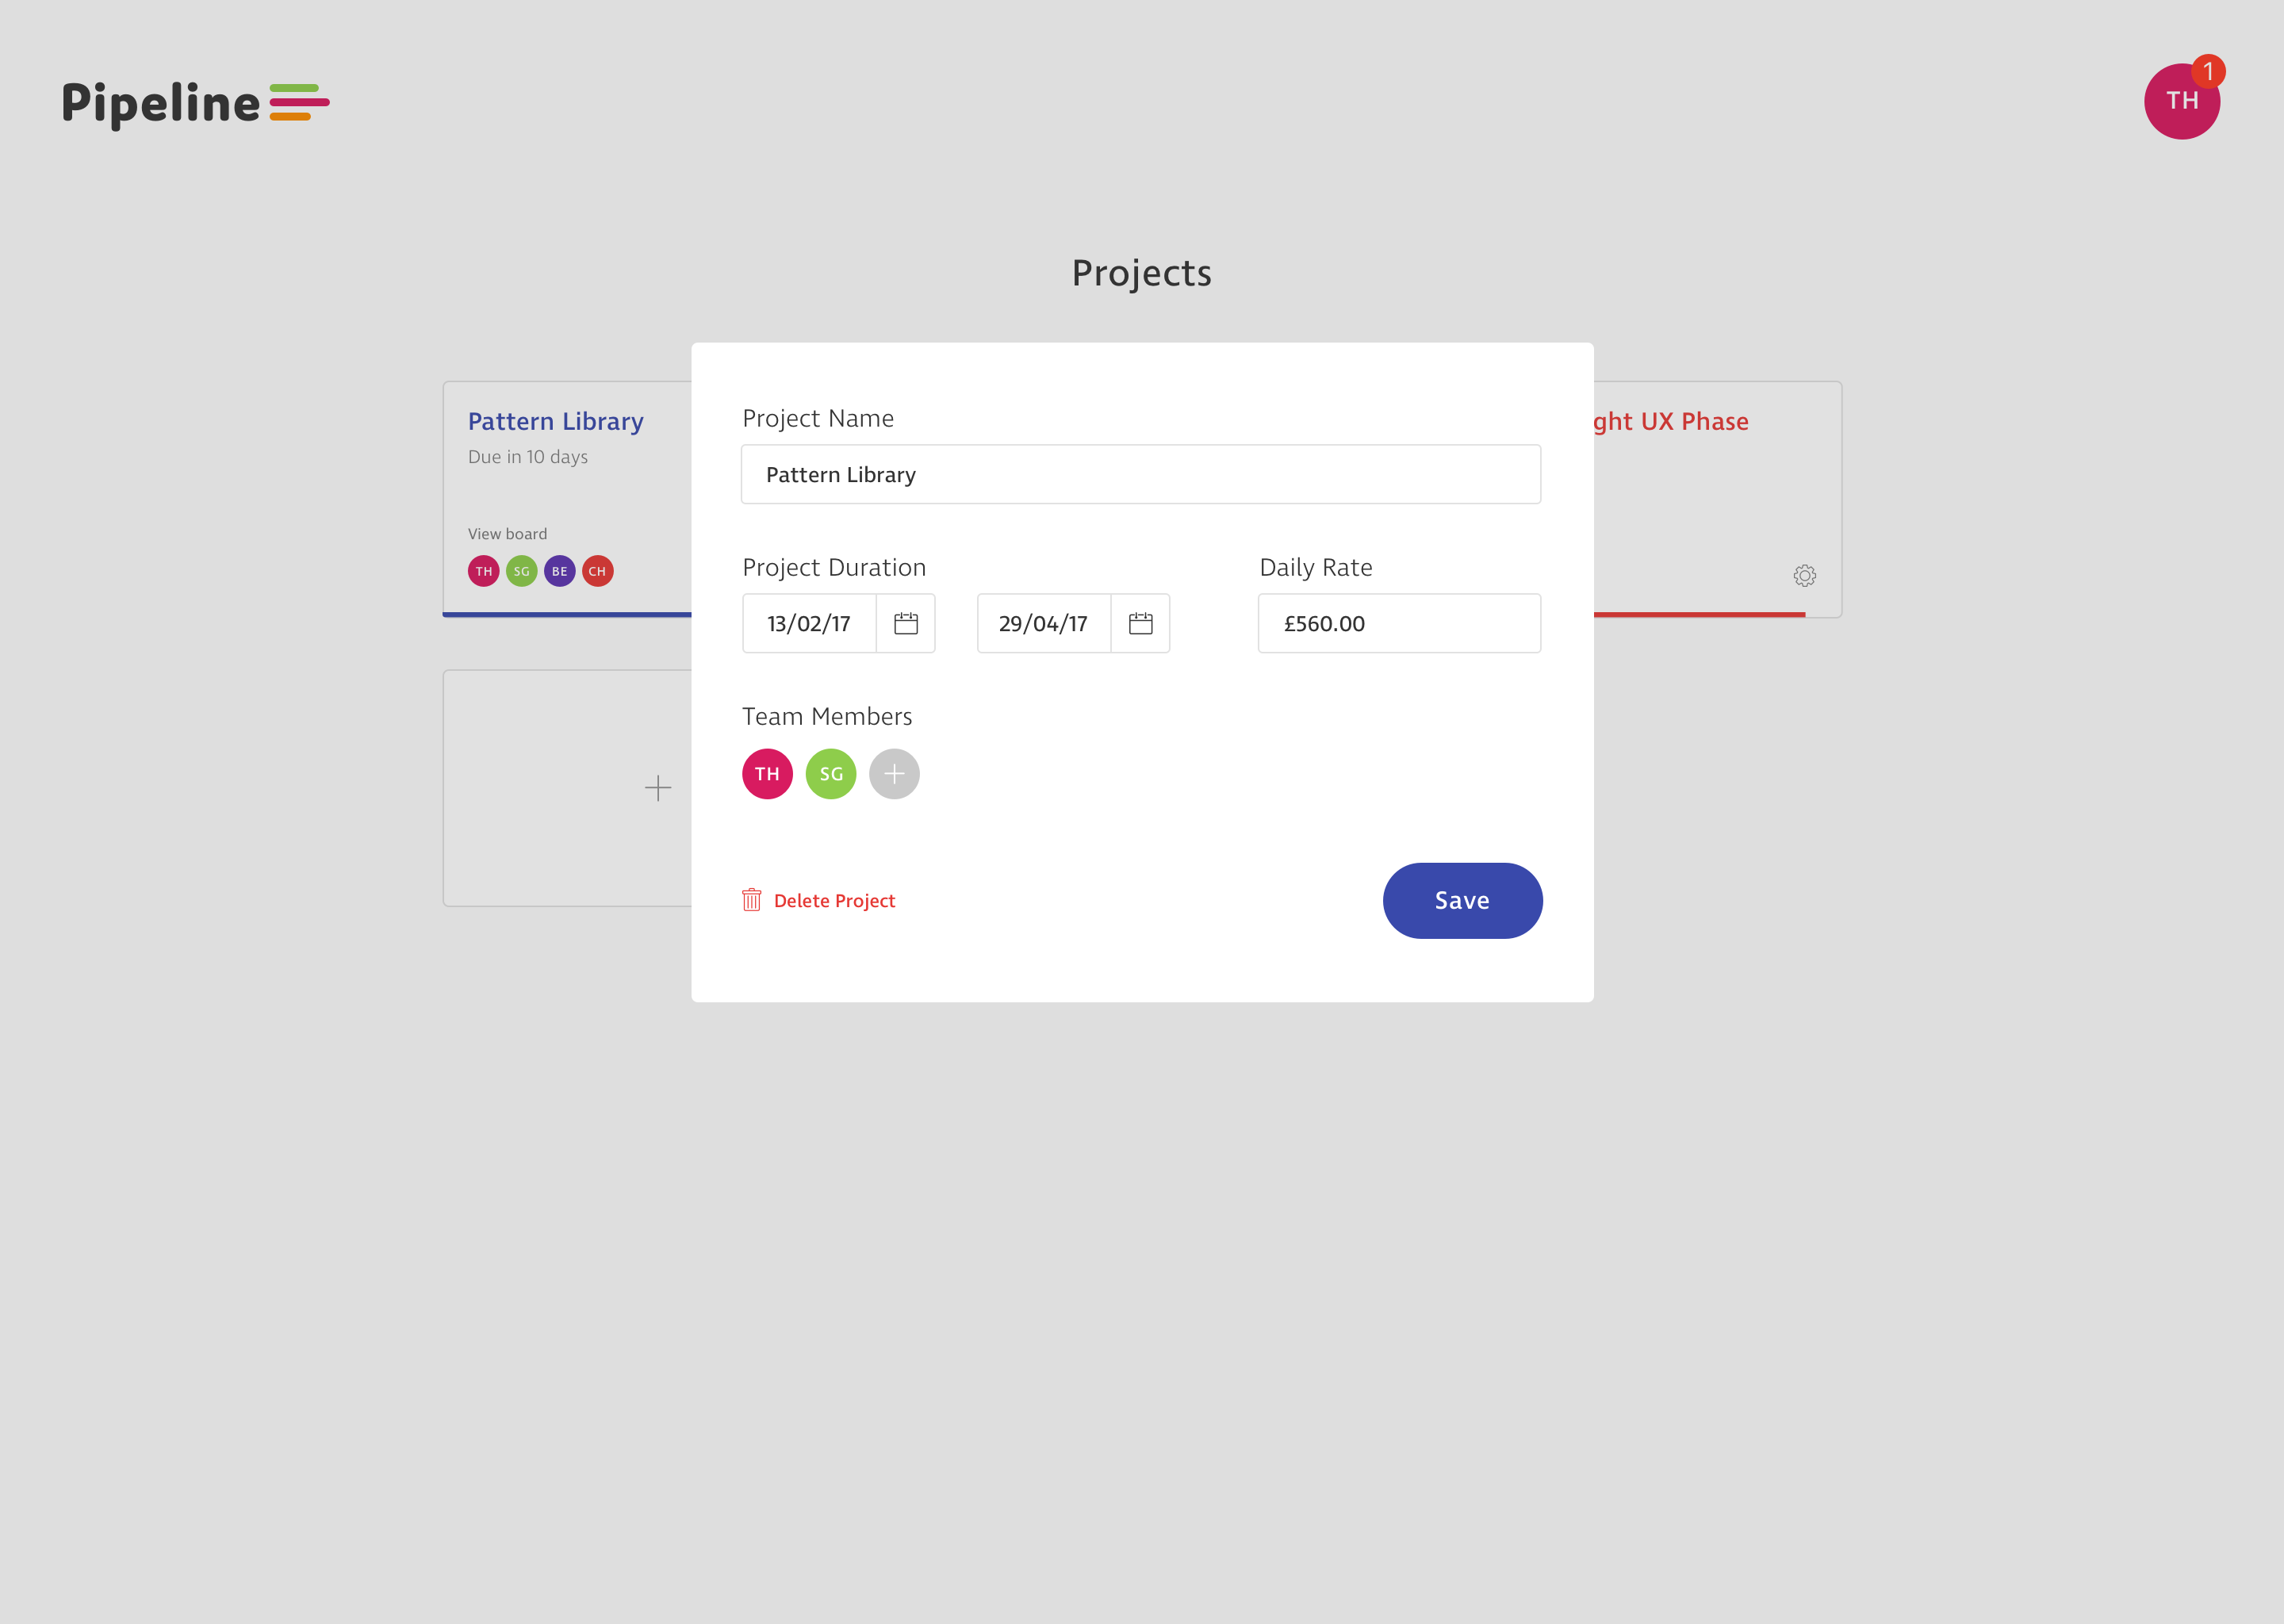 Pipeline
TH
1
Projects
Pattern Library
Due in 10 days
View board
TH SG BE CH
ght UX Phase
Project Name
Pattern Library
Project Duration
13/02/17
29/04/17
Daily Rate
£560.00
Team Members
TH SG
Delete Project
Save